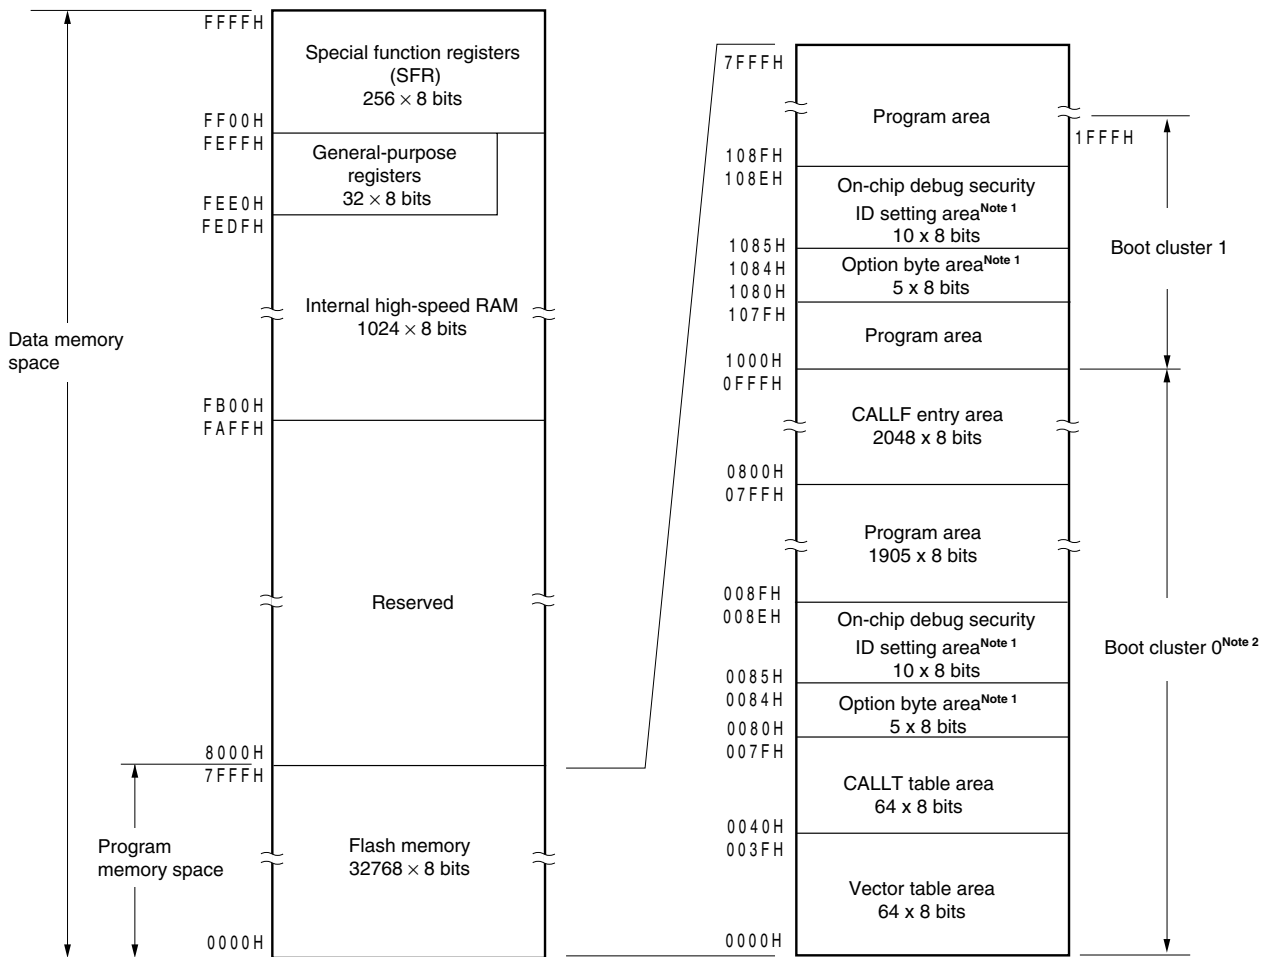 FFFFH
Special function registers
(SFR)
256 × 8 bits
FF00H
FEFFH
General-purpose
registers
32 × 8 bits
FEE0H
FEDFH
Internal high-speed RAM
1024 × 8 bits
Data memory
space
FB00H
FAFFH
Reserved
8000H
7FFFH
Program
memory space
Flash memory
32768 × 8 bits
0000H
7FFFH
Program area
1FFFH
108FH
108EH
On-chip debug security
ID setting areaNote 1
10 x 8 bits
Boot cluster 1
1085H
1084H
Option byte areaNote 1
5 x 8 bits
1080H
107FH
Program area
1000H
0FFFH
CALLF entry area
2048 x 8 bits
0800H
07FFH
Program area
1905 x 8 bits
008FH
008EH
On-chip debug security
ID setting areaNote 1
10 x 8 bits
Boot cluster 0Note 2
0085H
0084H
Option byte areaNote 1
5 x 8 bits
0080H
007FH
CALLT table area
64 x 8 bits
0040H
003FH
Vector table area
64 x 8 bits
0000H